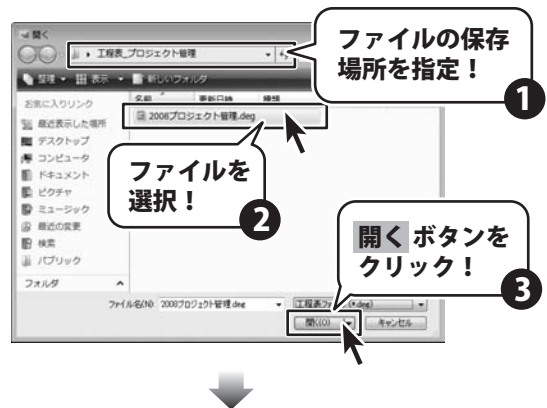 開く
工程表_プロジェクト管理
ファイルの保存
場所を指定！
1
整理 表示 新しいフォルダ
お気に入りリンク
名前 更新日時 種類
最近表示した場所
2008プロジェクト管理.deg
デスクトップ
コンピュータ
ファイルを
選択！
2
ドキュメント
ピクチャ
ミュージック
最近の変更
検索
パブリック
開く ボタンを
クリック！
3
フォルダ
ファイル名(N): 2008プロジェクト管理.deg
(*.deg)
開く(O) キャンセル